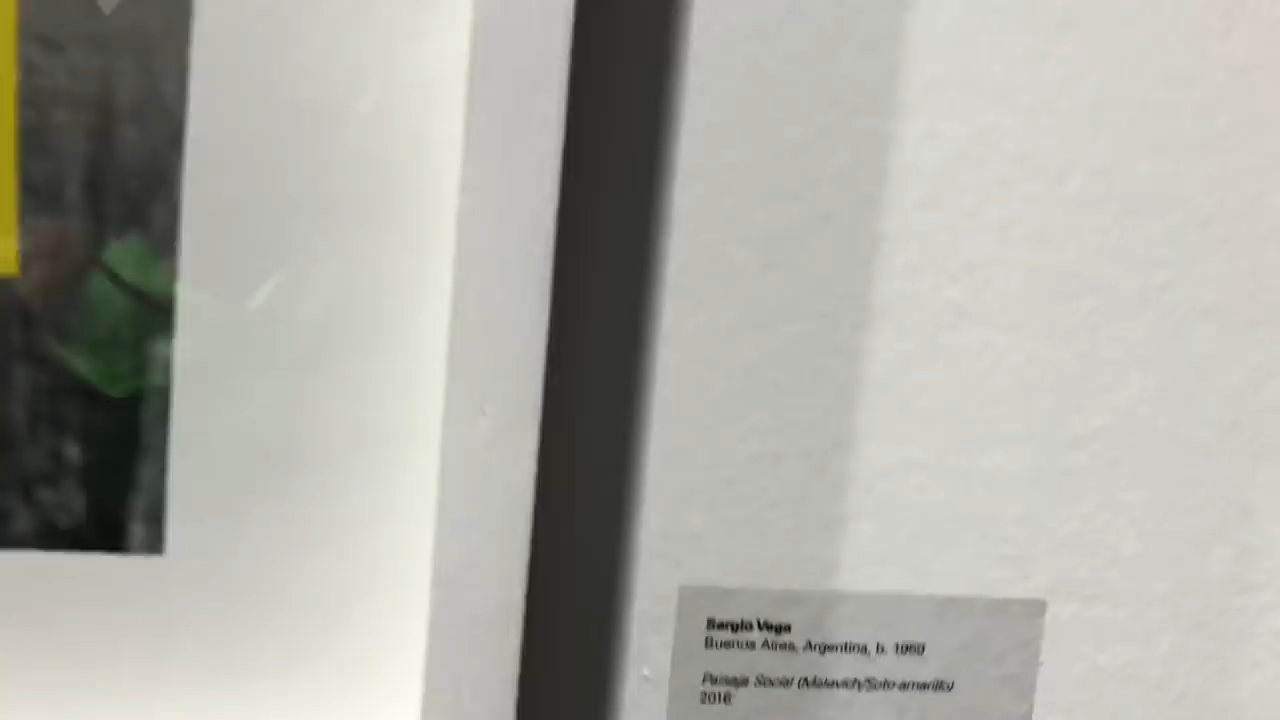 Sergio Vega
Buenos Aires, Argentina, b. 1959
Paisaje Social (Malevich/Soto amarillo)
2016